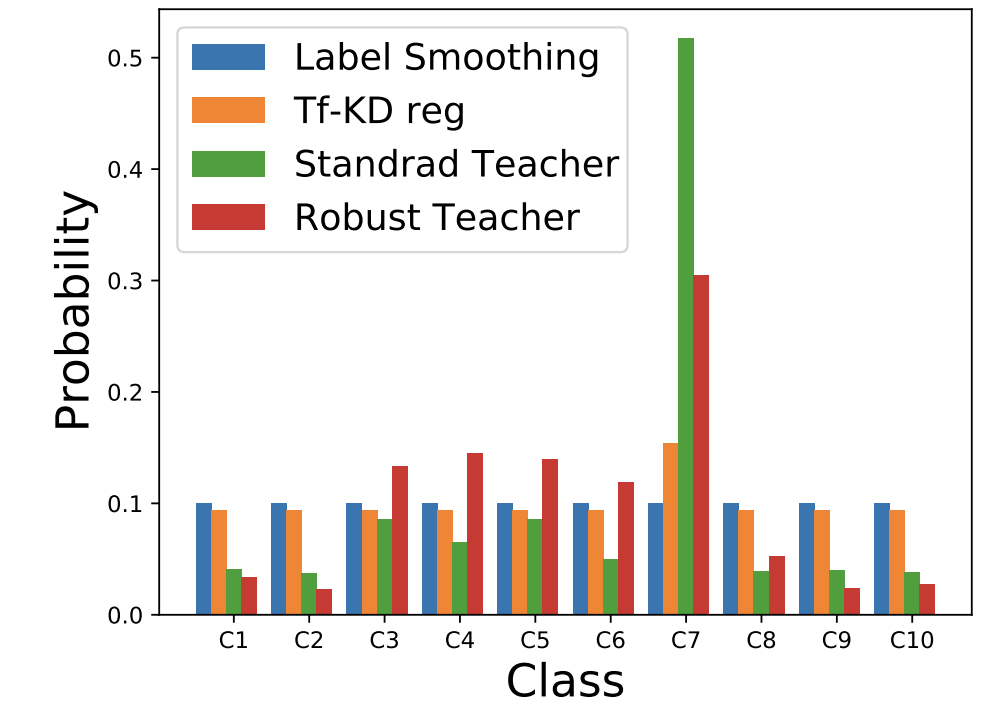 Label Smoothing
Tf-KD reg
Standrad Teacher
Robust Teacher
Probability
0.5
0.4
0.3
0.2
0.1
0.0
C1 C2 C3 C4 C5 C6 C7 C8 C9 C10
Class